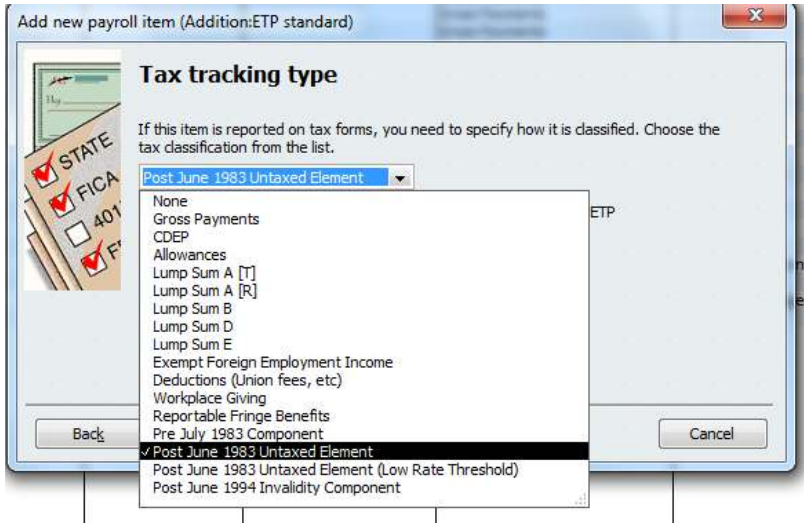 Add new payroll item (Addition:ETP standard)
Tax tracking type
If this item is reported on tax forms, you need to specify how it is classified. Choose the
tax classification from the list.
STATE
FICA
401
Post June 1983 Untaxed Element
ETP
None
Gross Payments
CDEP
Allowances
Lump Sum A [T]
Lump Sum A [R]
Lump Sum B
Lump Sum D
Lump Sum E
Exempt Foreign Employment Income
Deductions (Union fees, etc)
Workplace Giving
Reportable Fringe Benefits
Pre July 1983 Component
Post June 1983 Untaxed Element
Post June 1983 Untaxed Element (Low Rate Threshold)
Post June 1994 Invalidity Component
Back
Cancel